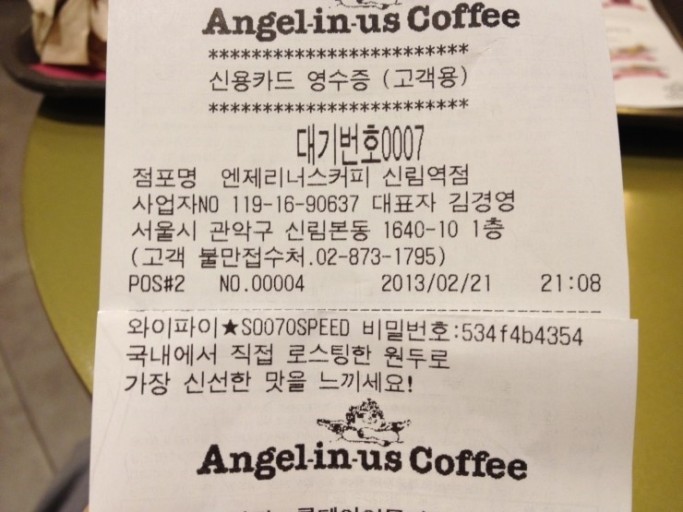 Angel-in-us Coffee
************************
신용카드 영수증 (고객용)
************************
대기번호0007
점포명 엔제리너스커피 신림역점
사업자NO 119-16-90637 대표자 김경영
서울시 관악구 신림본동 1640-10 1층
(고객 불만접수처.02-873-1795)
POS#2 NO.00004 2013/02/21 21:08
와이파이★SO070SPEED 비밀번호:534f4b4354
국내에서 직접 로스팅한 원두로
가장 신선한 맛을 느끼세요!
Angel-in-us Coffee